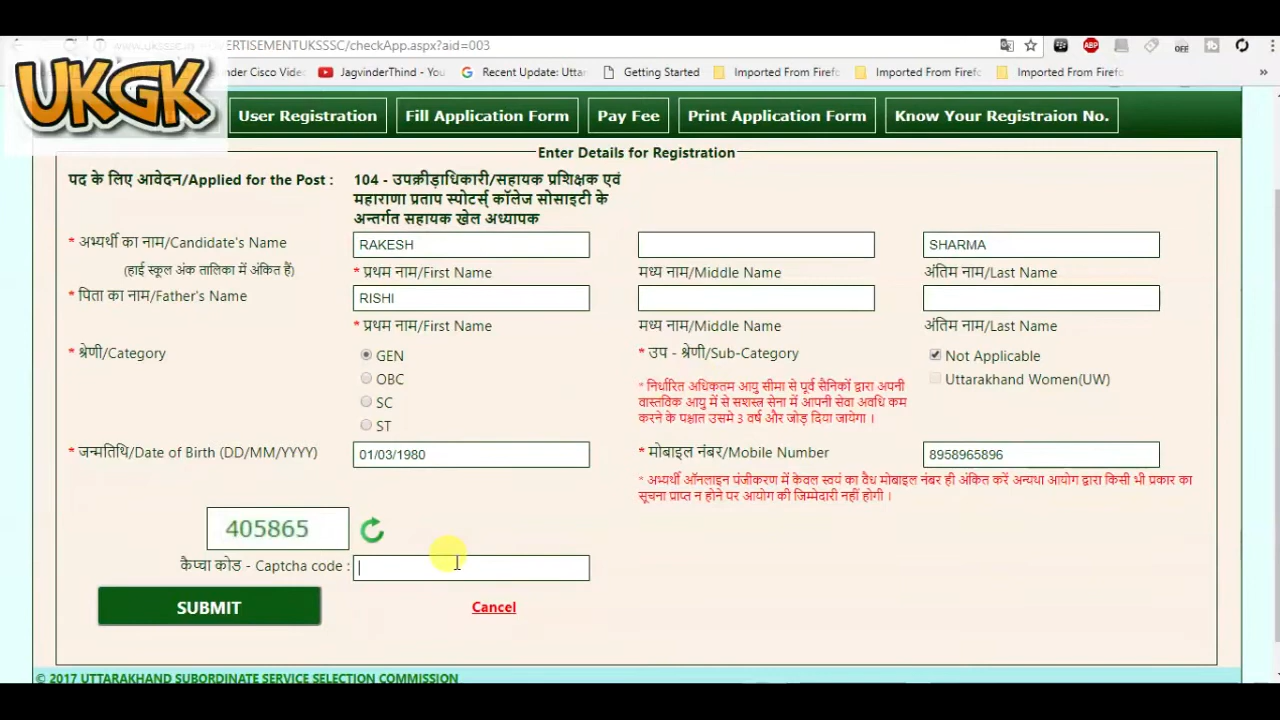 ERTISEMENTUKSSSC/checkApp.aspx?aid=003
ABP
OFF
UKGK
nder Cisco Vide
JagvinderThind - You
Recent Update: Uttar
Getting Started
Imported From Firefo
Imported From Firefo
Imported From Firefo
»
User Registration
Fill Application Form
Pay Fee
Print Application Form
Know Your Registraion No.
Enter Details for Registration
पद के लिए आवेदन/Applied for the Post :
104 - उपक्रीड़ाधिकारी/सहायक प्रशिक्षक एवं
महाराणा प्रताप स्पोटर्स् कॉलेज सोसाइटी के
अन्तर्गत सहायक खेल अध्यापक
* अभ्यर्थी का नाम/Candidate's Name
RAKESH
SHARMA
(हाई स्कूल अंक तालिका में अंकित हैं)
* प्रथम नाम/First Name
मध्य नाम/Middle Name
अंतिम नाम/Last Name
* पिता का नाम/Father's Name
RISHI
* प्रथम नाम/First Name
मध्य नाम/Middle Name
अंतिम नाम/Last Name
* श्रेणी/Category
GEN
OBC
SC
ST
* उप - श्रेणी/Sub-Category
Not Applicable
Uttarakhand Women(UW)
* निर्धारित अधिकतम आयु सीमा से पूर्व सैनिकों द्वारा अपनी
वास्तविक आयु में से सशस्त्र सेना में आपनी सेवा अवधि कम
करने के पश्चात उसमे 3 वर्ष और जोड़ दिया जायेगा ।
* जन्मतिथि/Date of Birth (DD/MM/YYYY)
01/03/1980
* मोबाइल नंबर/Mobile Number
8958965896
* अभ्यर्थी ऑनलाइन पंजीकरण में केवल स्वयं का वैध मोबाइल नंबर ही अंकित करें अन्यथा आयोग द्वारा किसी भी प्रकार का
सूचना प्राप्त न होने पर आयोग की जिम्मेदारी नहीं होगी ।
405865
कैप्चा कोड - Captcha code :
SUBMIT
Cancel
© 2017 UTTARAKHAND SUBORDINATE SERVICE SELECTION COMMISSION